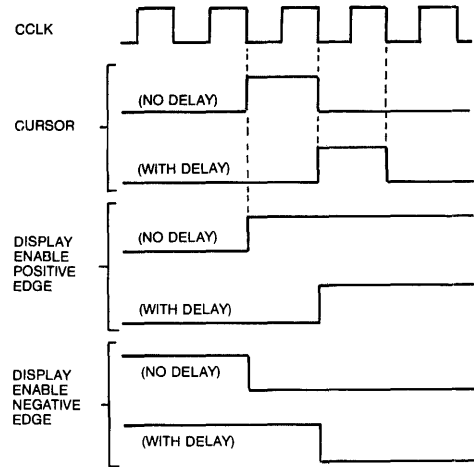 CCLK
CURSOR
(NO DELAY)
(WITH DELAY)
DISPLAY
ENABLE
POSITIVE
EDGE
(NO DELAY)
(WITH DELAY)
DISPLAY
ENABLE
NEGATIVE
EDGE
(NO DELAY)
(WITH DELAY)